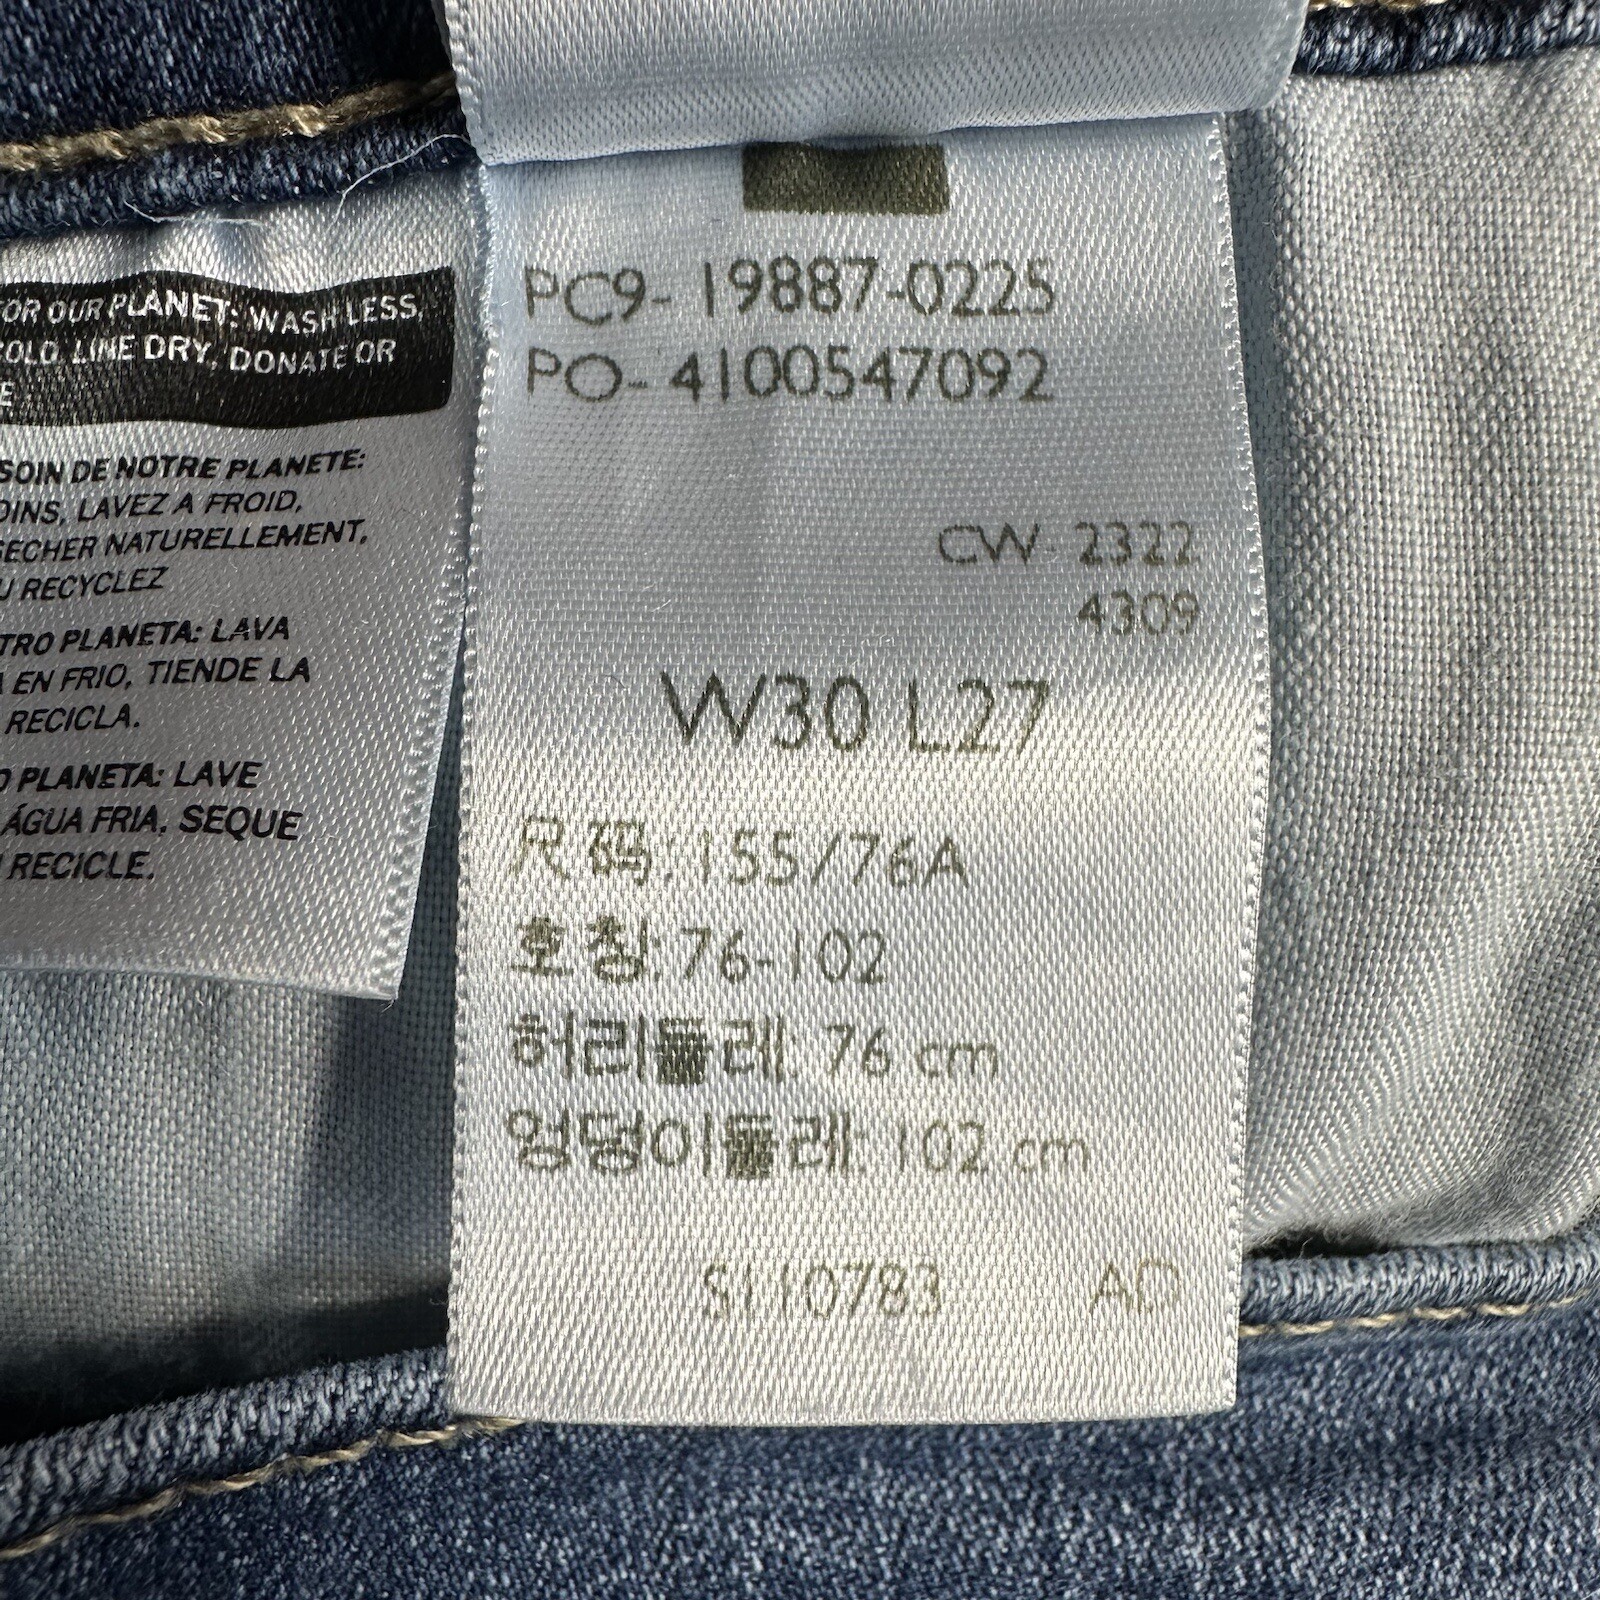 FOR OUR PLANET: WASH LESS,
COLD, LINE DRY, DONATE OR
E
SOIN DE NOTRE PLANETE:
OINS, LAVEZ A FROID,
SECHER NATURELLEMENT,
U RECYCLEZ
TRO PLANETA: LAVA
EN FRIO, TIENDE LA
RECICLA.
O PLANETA: LAVE
ÁGUA FRIA, SEQUE
RECICLE.
PC9-19887-0225
PO-4100547092
CW- 2322
4309
W30 L27
尺码: 155/76A
호칭: 76-102
허리둘레: 76 cm
엉덩이둘레: 102 cm
S110783 AD